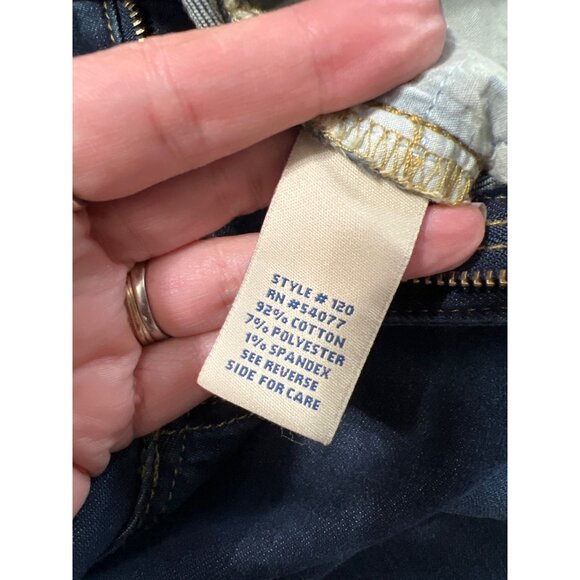 STYLE # 120
RN #54077
92% COTTON
7% POLYESTER
1% SPANDEX
SEE REVERSE
SIDE FOR CARE